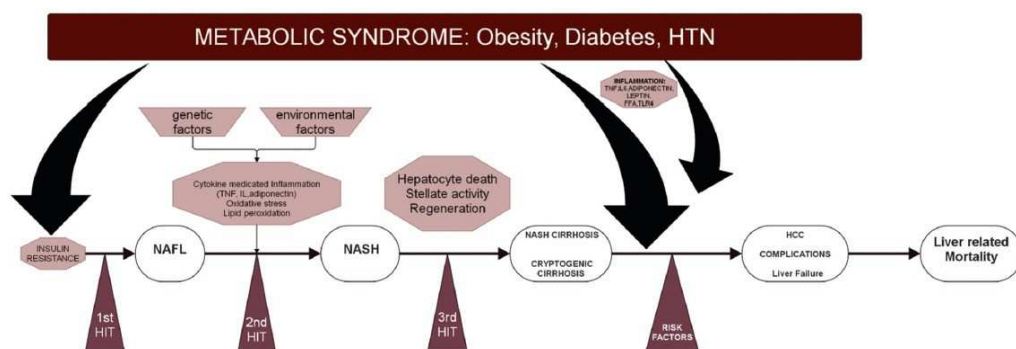 METABOLIC SYNDROME: Obesity, Diabetes, HTN
INFLAMMATION:
TNF,IL6,ADIPONECTIN,
LEPTIN,
FFA,TLR4
genetic
factors
environmental
factors
Cytokine medicated Inflammation
(TNF, IL,adiponectin)
Oxidative stress
Lipid peroxidation
Hepatocyte death
Stellate activity
Regeneration
INSULIN
RESISTANCE
NAFL
NASH
NASH CIRRHOSIS
CRYPTOGENIC
CIRRHOSIS
HCC
COMPLICATIONS
Liver Failure
Liver related
Mortality
1st
HIT
2nd
HIT
3rd
HIT
RISK
FACTORS